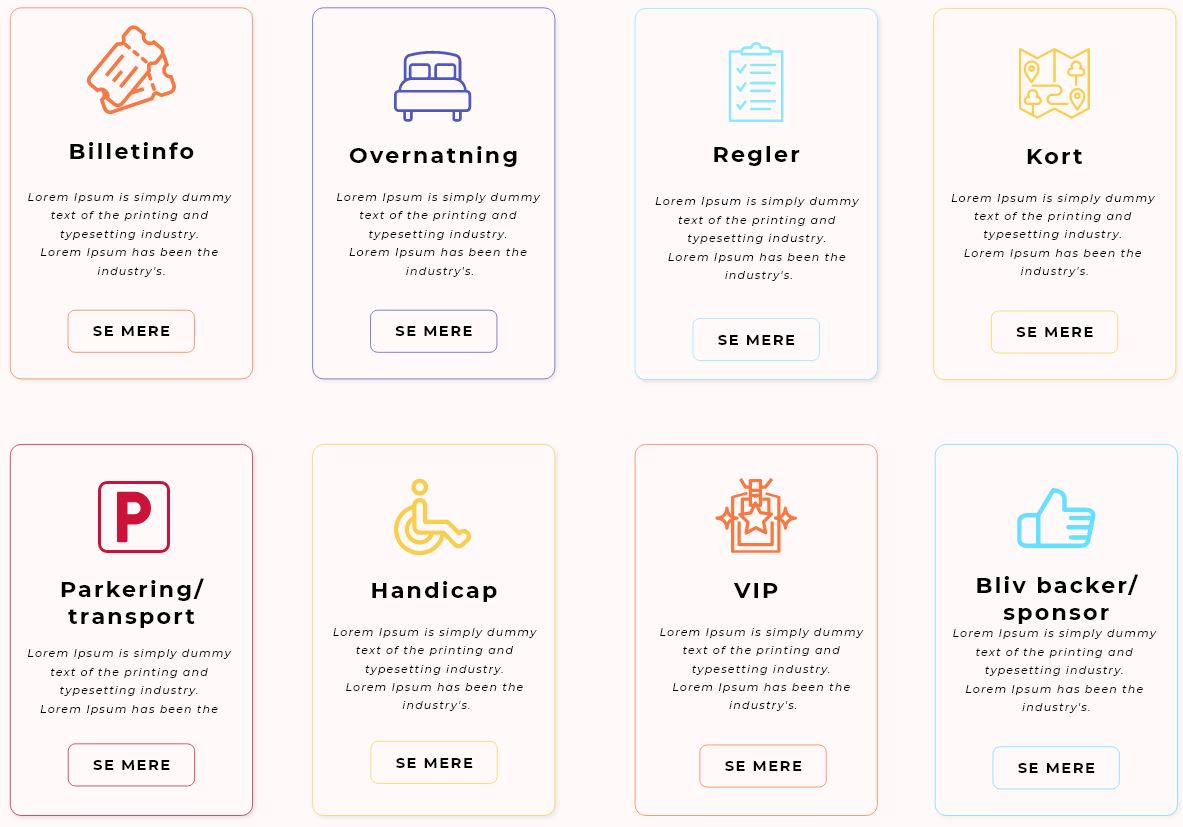 Billetinfo
Lorem Ipsum is simply dummy
text of the printing and
typesetting industry.
Lorem Ipsum has been the
industry's.
SE MERE
Overnatning
Lorem Ipsum is simply dummy
text of the printing and
typesetting industry.
Lorem Ipsum has been the
industry's.
SE MERE
Regler
Lorem Ipsum is simply dummy
text of the printing and
typesetting industry.
Lorem Ipsum has been the
industry's.
SE MERE
Kort
Lorem Ipsum is simply dummy
text of the printing and
typesetting industry.
Lorem Ipsum has been the
industry's.
SE MERE
P
Parkering/
transport
Lorem Ipsum is simply dummy
text of the printing and
typesetting industry.
Lorem Ipsum has been the
SE MERE
Handicap
Lorem Ipsum is simply dummy
text of the printing and
typesetting industry.
Lorem Ipsum has been the
industry's.
SE MERE
VIP
Lorem Ipsum is simply dummy
text of the printing and
typesetting industry.
Lorem Ipsum has been the
industry's.
SE MERE
Bliv backer/
sponsor
Lorem Ipsum is simply dummy
text of the printing and
typesetting industry.
Lorem Ipsum has been the
industry's.
SE MERE